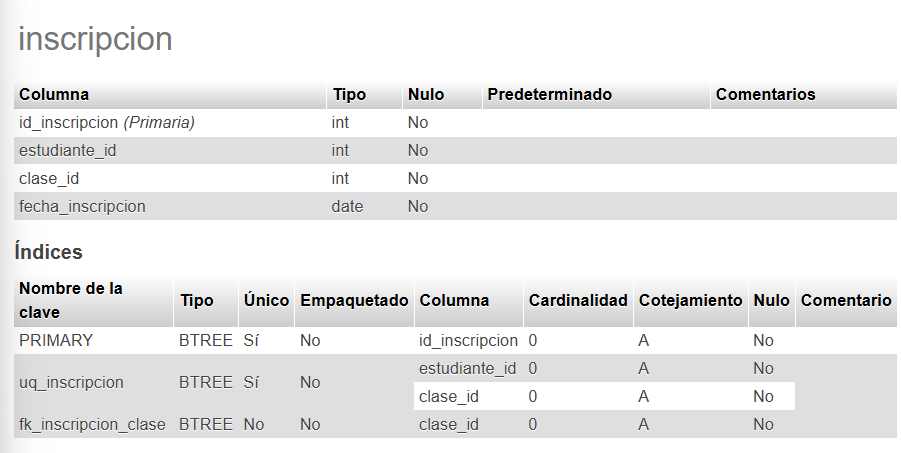 inscripcion
Columna Tipo Nulo Predeterminado Comentarios
id_inscripcion (Primaria) int No
estudiante_id int No
clase_id int No
fecha_inscripcion date No
Índices
Nombre de la clave Tipo Único Empaquetado Columna Cardinalidad Cotejamiento Nulo Comentario
PRIMARY BTREE Sí No id_inscripcion 0 A No
uq_inscripcion BTREE Sí No estudiante_id 0 A No
clase_id 0 A No
fk_inscripcion_clase BTREE No No clase_id 0 A No